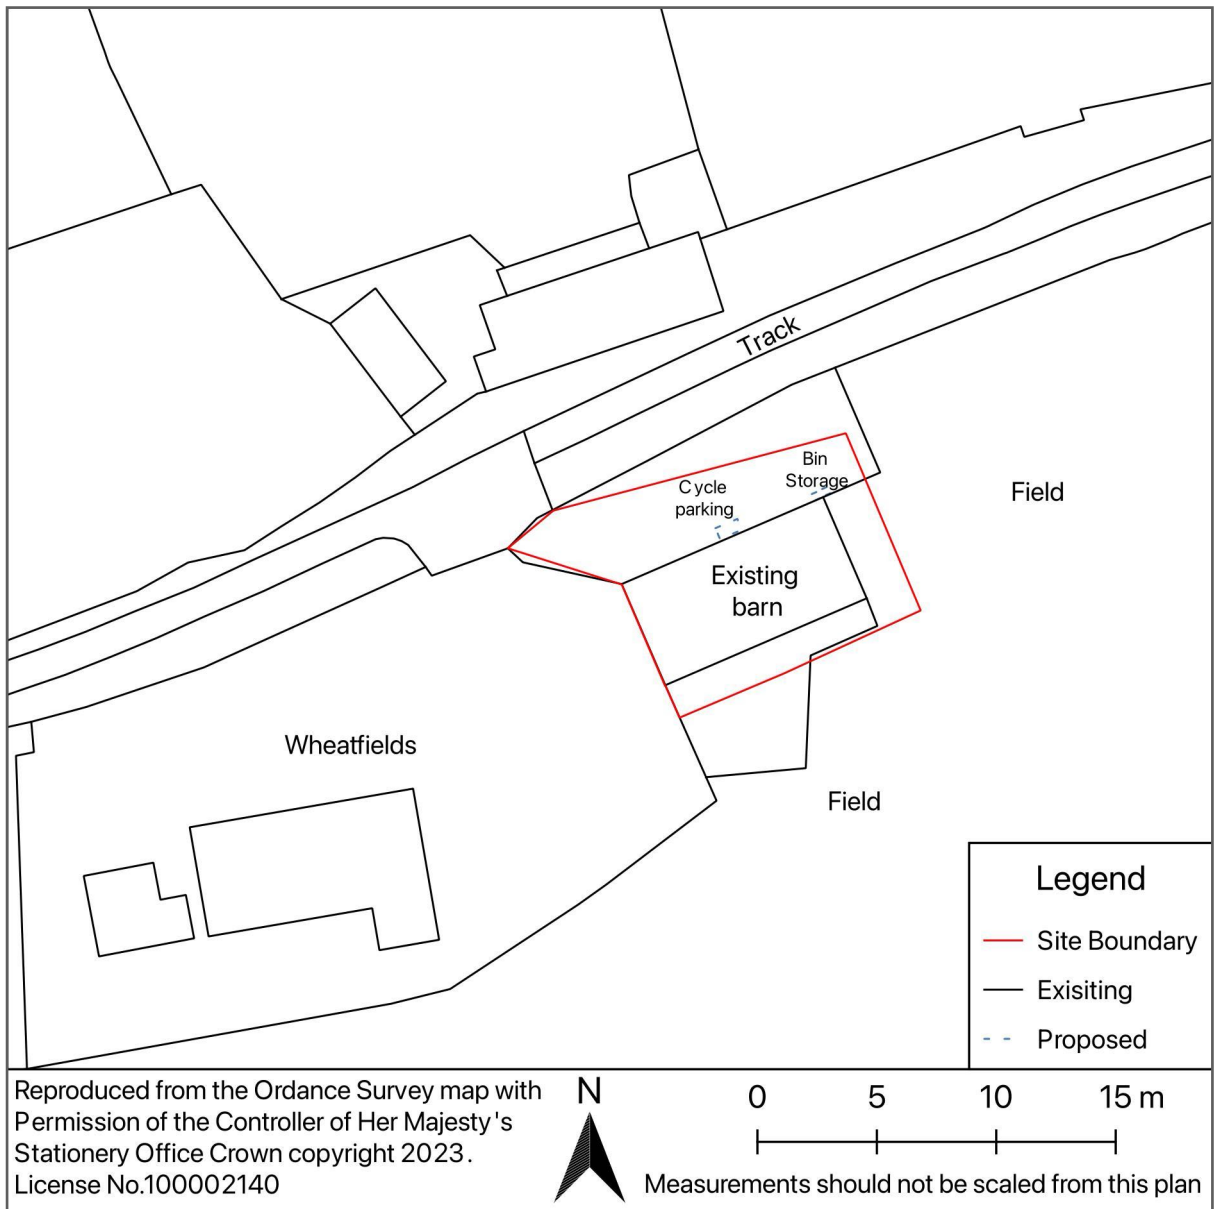 Track
Bin
Storage
Cycle
parking
Field
Existing
barn
Wheatfields
Field
Legend
Site Boundary
Exisiting
Proposed
Reproduced from the Ordance Survey map with
Permission of the Controller of Her Majesty's
Stationery Office Crown copyright 2023.
License No.100002140
N
0 5 10 15 m
Measurements should not be scaled from this plan